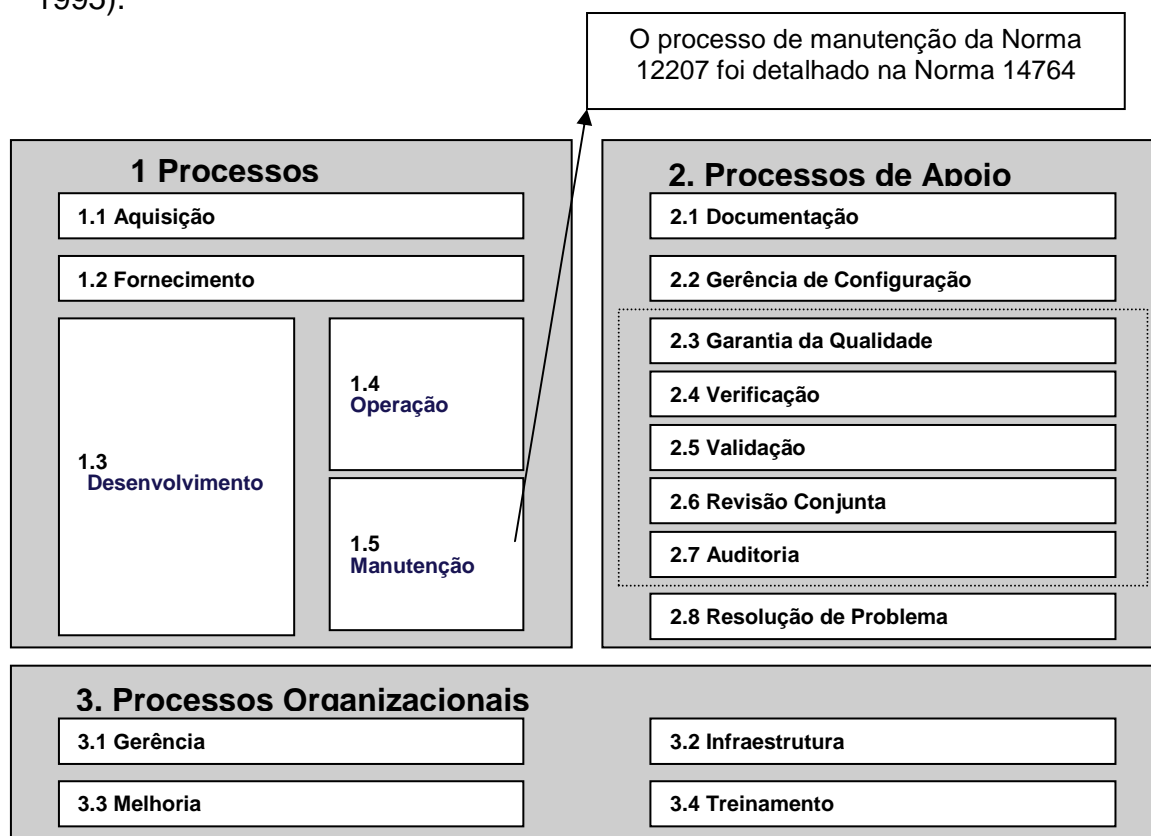 1995).
O processo de manutenção da Norma
12207 foi detalhado na Norma 14764
1 Processos
1.1 Aquisição
1.2 Fornecimento
1.3
Desenvolvimento
1.4
Operação
1.5
Manutenção
2. Processos de Apoio
2.1 Documentação
2.2 Gerência de Configuração
2.3 Garantia da Qualidade
2.4 Verificação
2.5 Validação
2.6 Revisão Conjunta
2.7 Auditoria
2.8 Resolução de Problema
3. Processos Organizacionais
3.1 Gerência
3.2 Infraestrutura
3.3 Melhoria
3.4 Treinamento